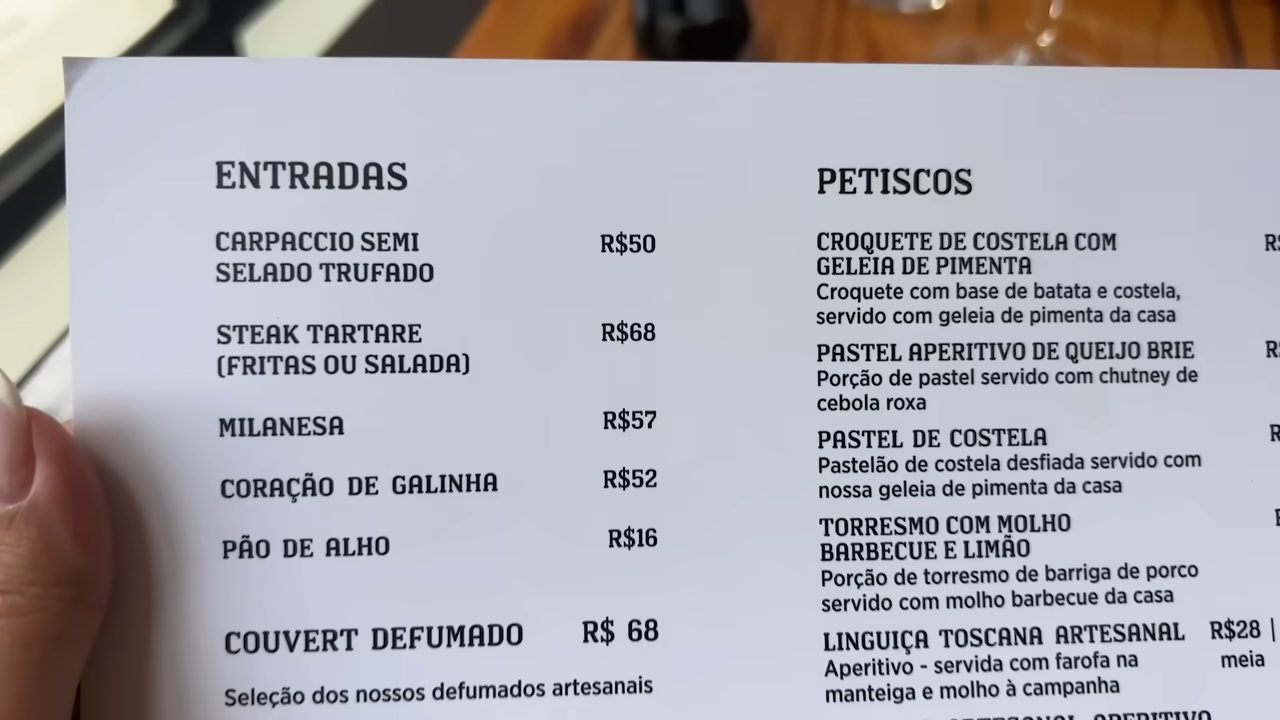 ENTRADAS
CARPACCIO SEMI R$50
SELADO TRUFADO
STEAK TARTARE R$68
(FRITAS OU SALADA)
MILANESA R$57
CORAÇÃO DE GALINHA R$52
PÃO DE ALHO R$16
COUVERT DEFUMADO R$ 68
Seleção dos nossos defumados artesanais
PETISCOS
CROQUETE DE COSTELA COM
GELEIA DE PIMENTA
Croquete com base de batata e costela,
servido com geleia de pimenta da casa
PASTEL APERITIVO DE QUEIJO BRIE
Porção de pastel servido com chutney de
cebola roxa
PASTEL DE COSTELA
Pastelão de costela desfiada servido com
nossa geleia de pimenta da casa
TORRESMO COM MOLHO
BARBECUE E LIMÃO
Porção de torresmo de barriga de porco
servido com molho barbecue da casa
LINGUIÇA TOSCANA ARTESANAL R$28 |
Aperitivo - servida com farofa na meia
manteiga e molho à campanha